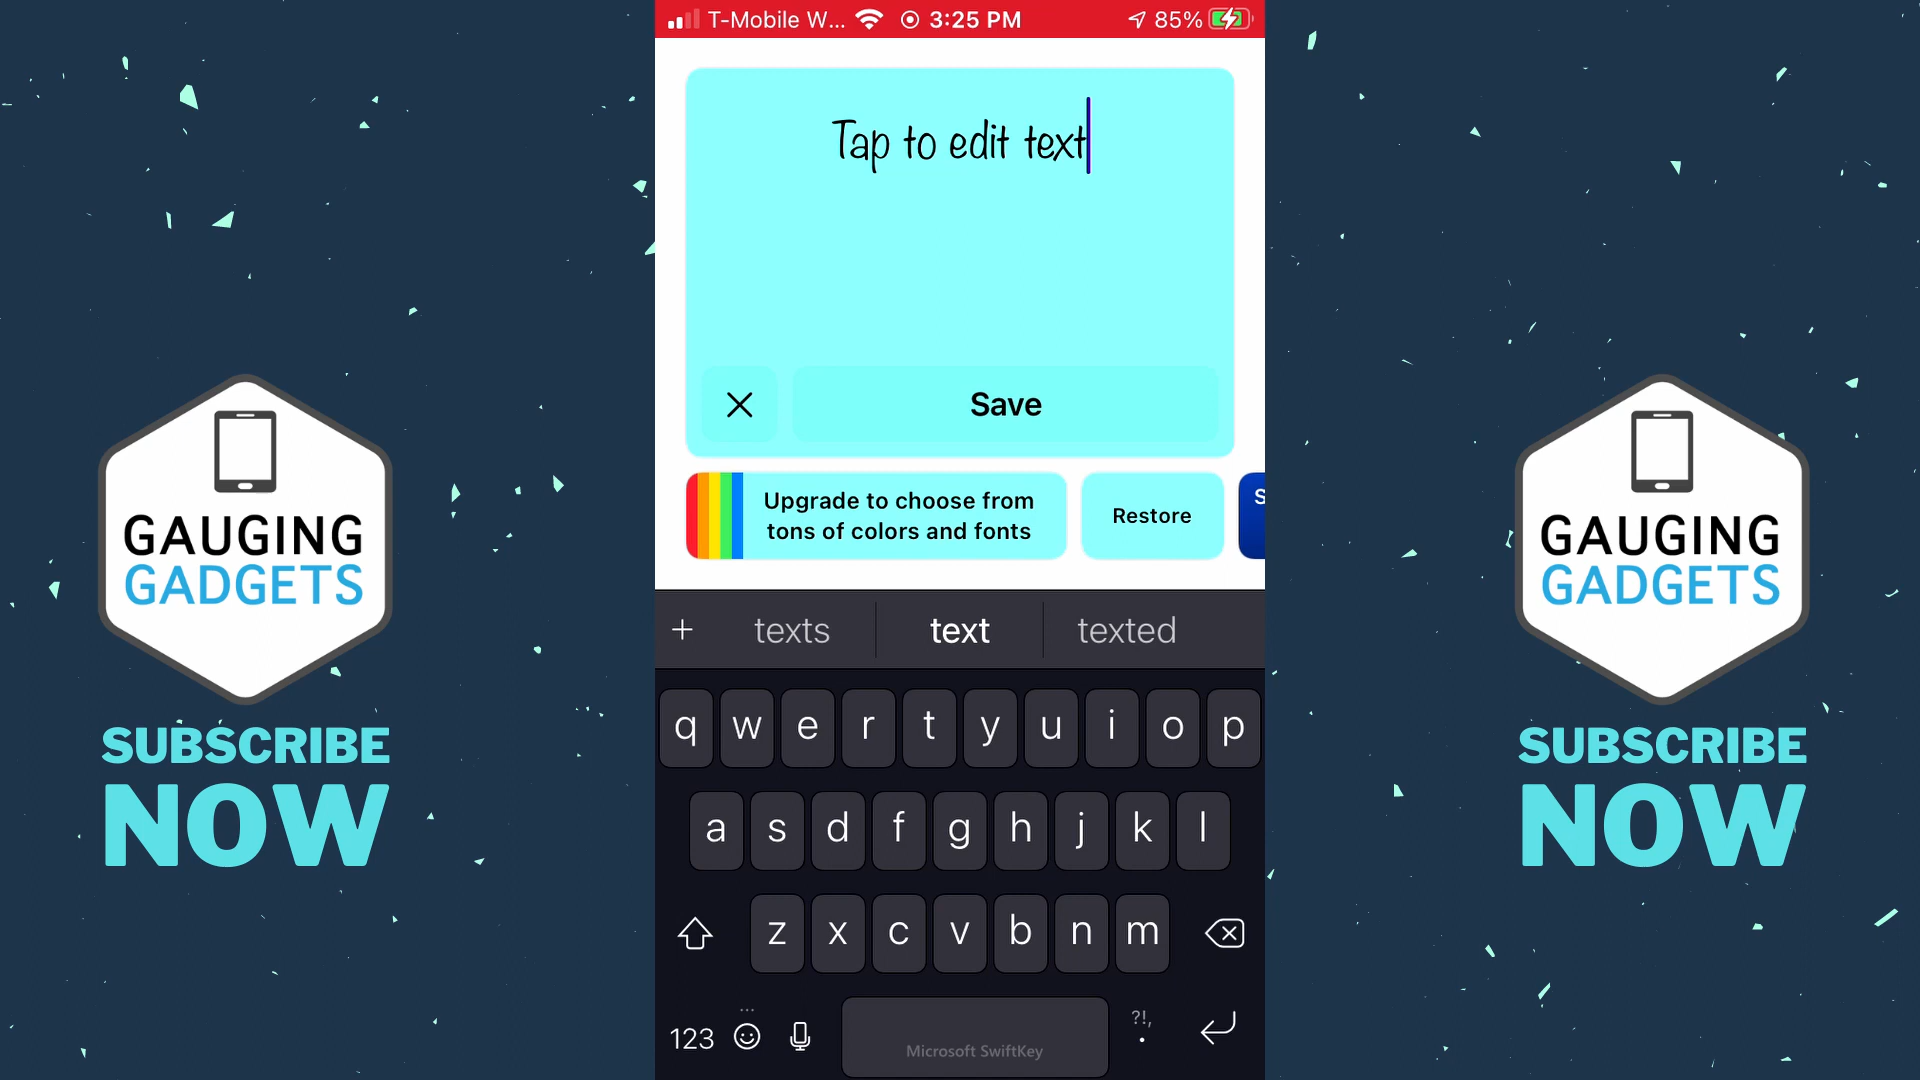 T-Mobile W... 3:25 PM 85%
Tap to edit text
Save
Upgrade to choose from
tons of colors and fonts
Restore
S
+ texts text texted
q w e r t y u i o p
a s d f g h j k l
z x c v b n m
123 ?!,
.
Microsoft SwiftKey
GAUGING
GADGETS
SUBSCRIBE
NOW
GAUGING
GADGETS
SUBSCRIBE
NOW